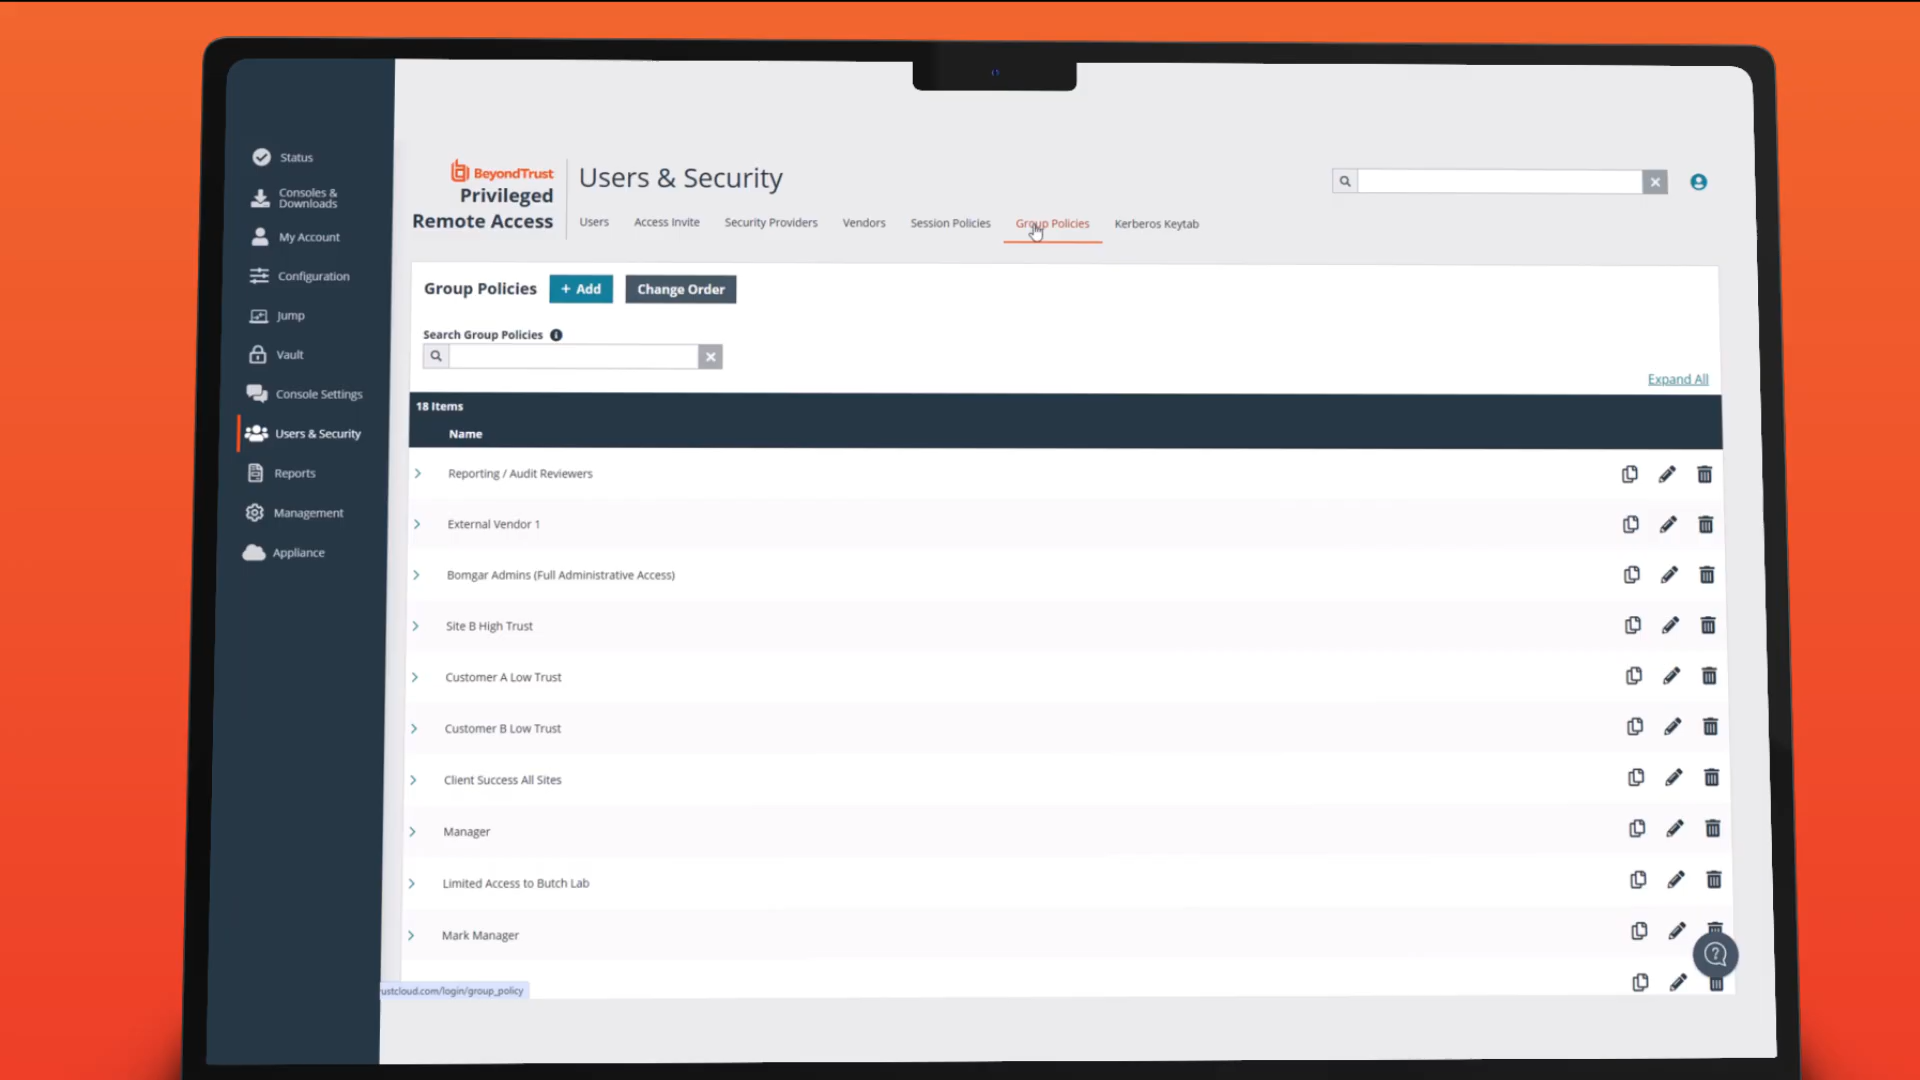 Status
Consoles &
Downloads
My Account
Configuration
Jump
Vault
Console Settings
Users & Security
Reports
Management
Appliance
BeyondTrust
Privileged
Remote Access
Users & Security
Users
Access Invite
Security Providers
Vendors
Session Policies
Group Policies
Kerberos Keytab
Group Policies
+ Add
Change Order
Search Group Policies
Expand All
18 Items
Name
Reporting / Audit Reviewers
External Vendor 1
Bomgar Admins (Full Administrative Access)
Site B High Trust
Customer A Low Trust
Customer B Low Trust
Client Success All Sites
Manager
Limited Access to Butch Lab
Mark Manager
ustcloud.com/login/group_policy